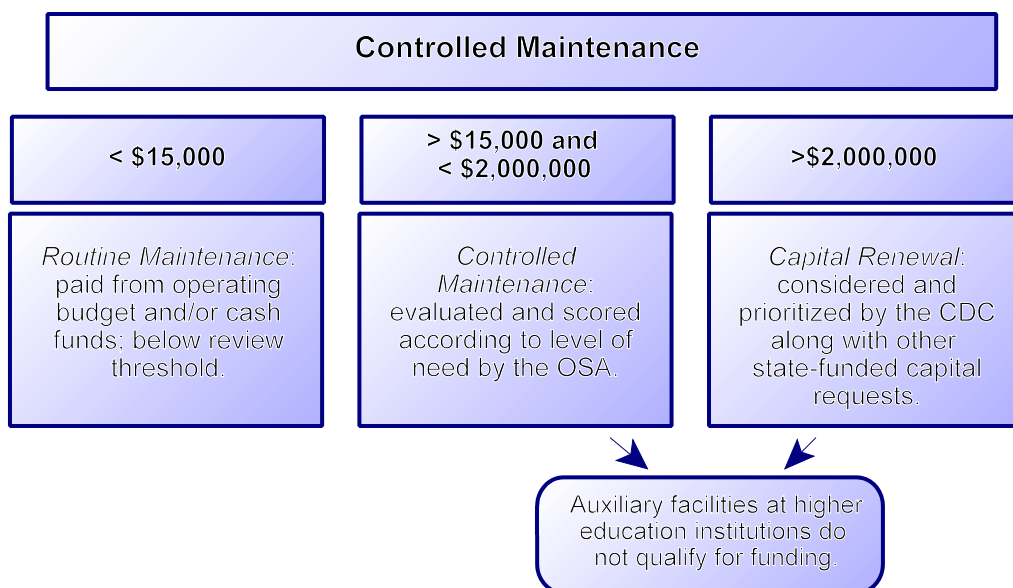 Controlled Maintenance
< $15,000
> $15,000 and
< $2,000,000
>$2,000,000
Routine Maintenance:
paid from operating
budget and/or cash
funds; below review
threshold.
Controlled
Maintenance:
evaluated and scored
according to level of
need by the OSA.
Capital Renewal:
considered and
prioritized by the CDC
along with other
state-funded capital
requests.
Auxiliary facilities at higher
education institutions do
not qualify for funding.